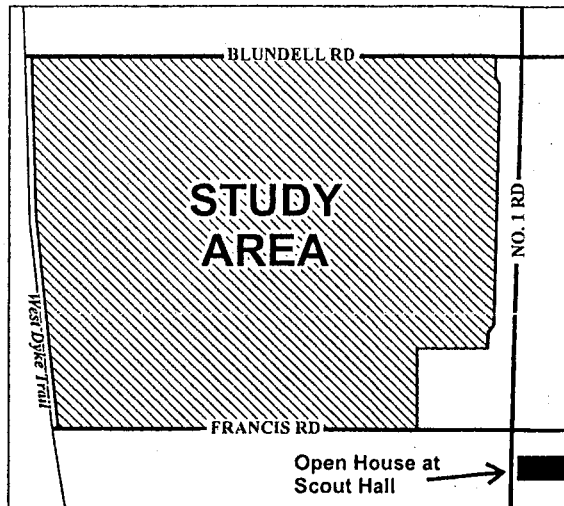 BLUNDELL RD
STUDY
AREA
NO. 1 RD
West Dyke Trail
FRANCIS RD
Open House at
Scout Hall